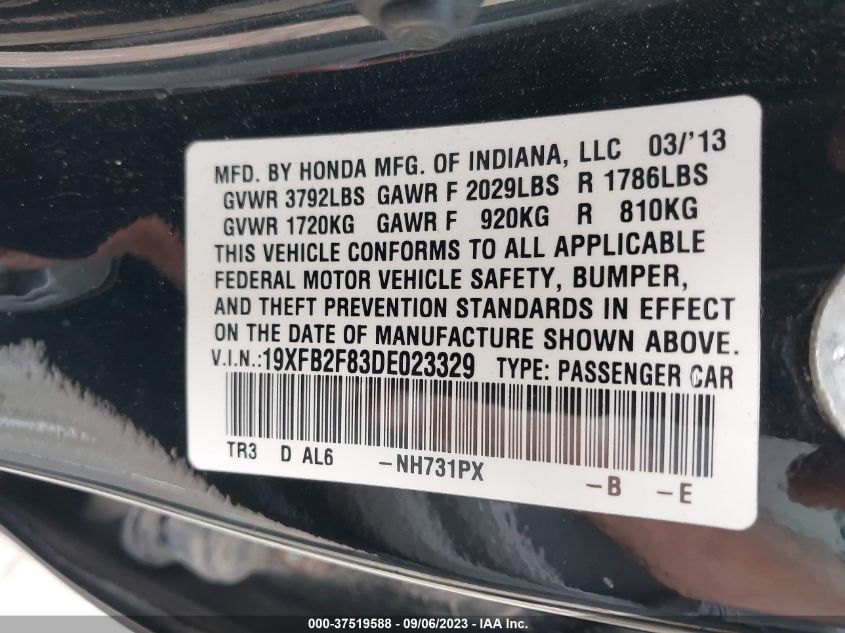 MFD. BY HONDA MFG. OF INDIANA, LLC 03/'13
GVWR 3792LBS GAWR F 2029LBS R 1786LBS
GVWR 1720KG GAWR F 920KG R 810KG
THIS VEHICLE CONFORMS TO ALL APPLICABLE
FEDERAL MOTOR VEHICLE SAFETY, BUMPER,
AND THEFT PREVENTION STANDARDS IN EFFECT
ON THE DATE OF MANUFACTURE SHOWN ABOVE.
V.I.N.:19XFB2F83DE023329 TYPE: PASSENGER CAR
TR3 D AL6 -NH731PX -B -E
000-37519588 - 09/06/2023 - IAA Inc.